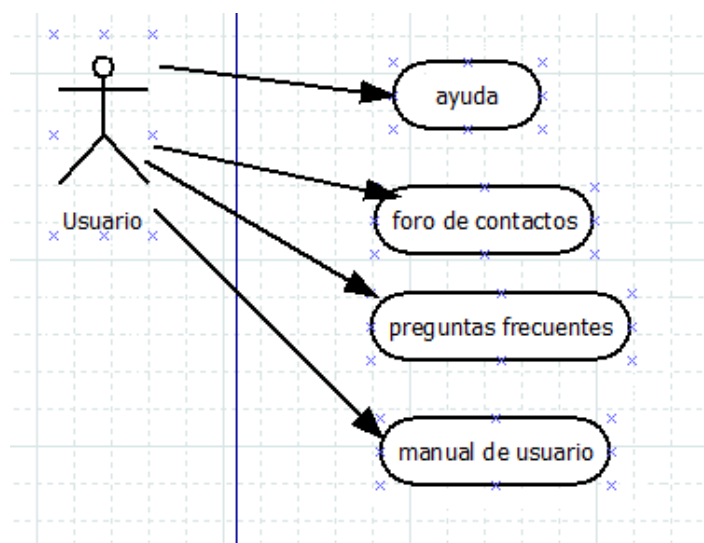 ayuda
Usuario
foro de contactos
preguntas frecuentes
manual de usuario